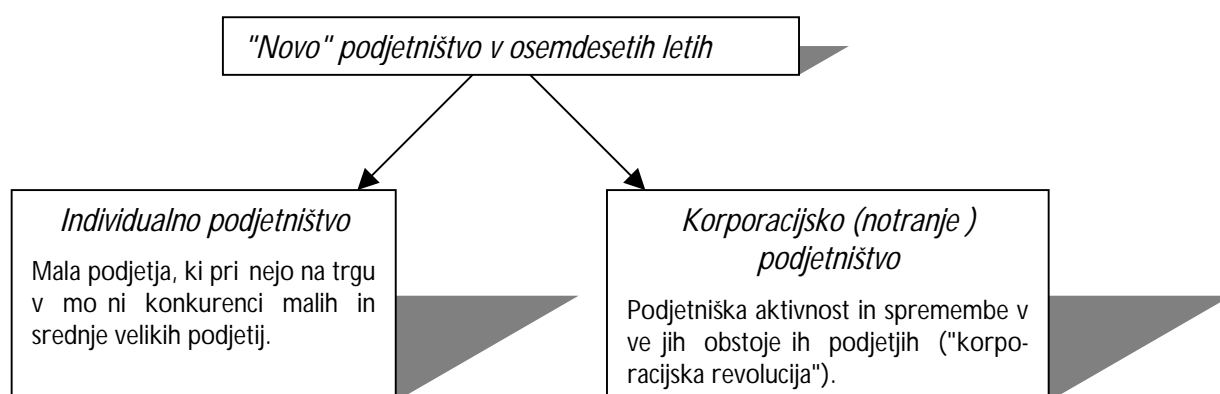 "Novo" podjetništvo v osemdesetih letih
Individualno podjetništvo
Mala podjetja, ki pri nejo na trgu
v mo ni konkurenci malih in
srednje velikih podjetij.
Korporacijsko (notranje )
podjetništvo
Podjetniška aktivnost in spremembe v
ve jih obstoje ih podjetjih ("korpo-
racijska revolucija").